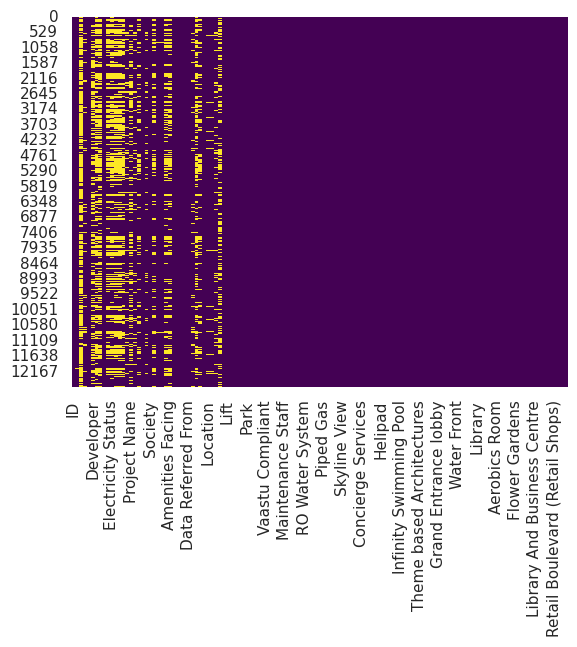 0
529
1058
1587
2116
2645
3174
3703
4232
4761
5290
5819
6348
6877
7406
7935
8464
8993
9522
10051
10580
11109
11638
12167
ID
Developer
Electricity Status
Project Name
Society
Amenities Facing
Data Referred From
Location
Lift
Park
Vaastu Compliant
Maintenance Staff
RO Water System
Piped Gas
Skyline View
Concierge Services
Helipad
Infinity Swimming Pool
Theme based Architectures
Grand Entrance lobby
Water Front
Library
Aerobics Room
Flower Gardens
Library And Business Centre
Retail Boulevard (Retail Shops)